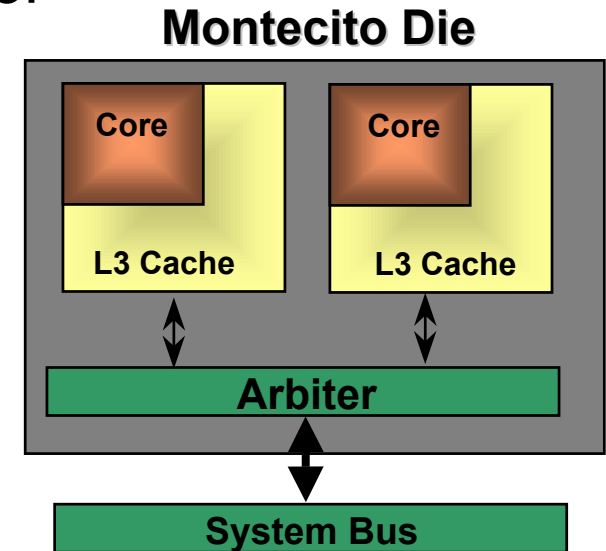 Montecito Die
Core
Core
L3 Cache
L3 Cache
Arbiter
System Bus